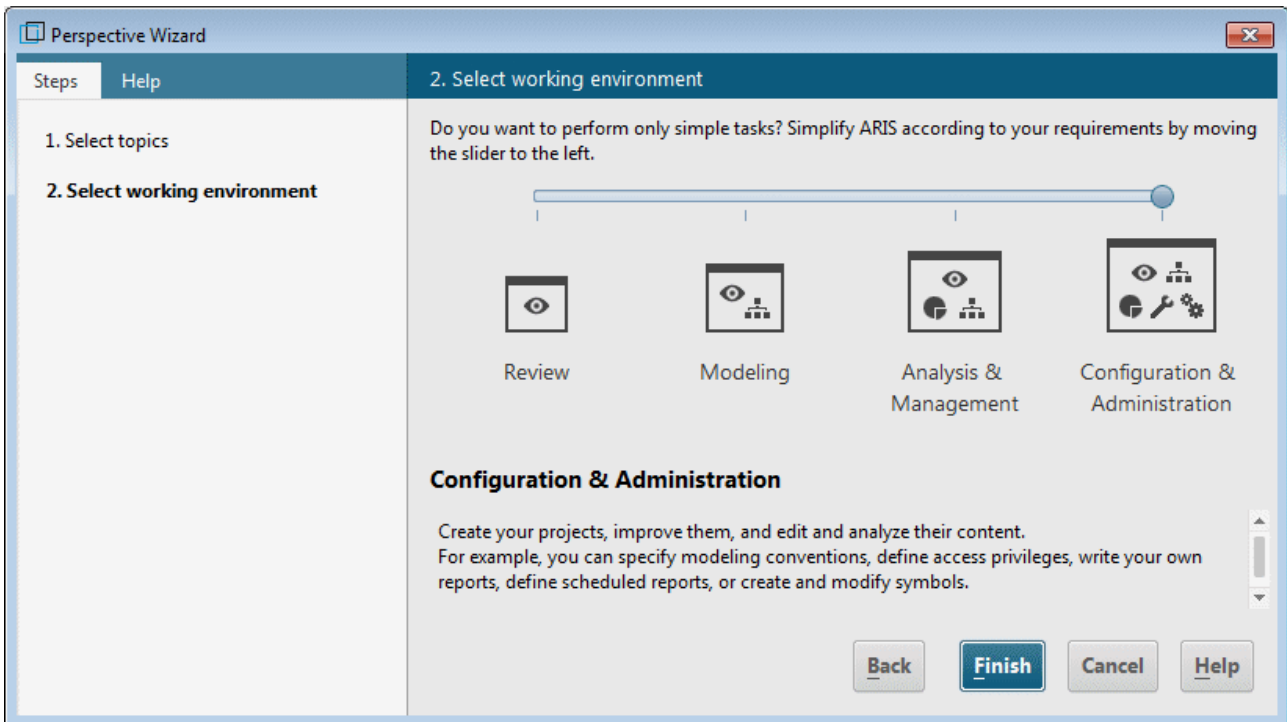 Perspective Wizard
Steps
Help
1. Select topics
2. Select working environment
2. Select working environment
Do you want to perform only simple tasks? Simplify ARIS according to your requirements by moving
the slider to the left.
Review
Modeling
Analysis &
Management
Configuration &
Administration
Configuration & Administration
Create your projects, improve them, and edit and analyze their content.
For example, you can specify modeling conventions, define access privileges, write your own
reports, define scheduled reports, or create and modify symbols.
Back
Finish
Cancel
Help